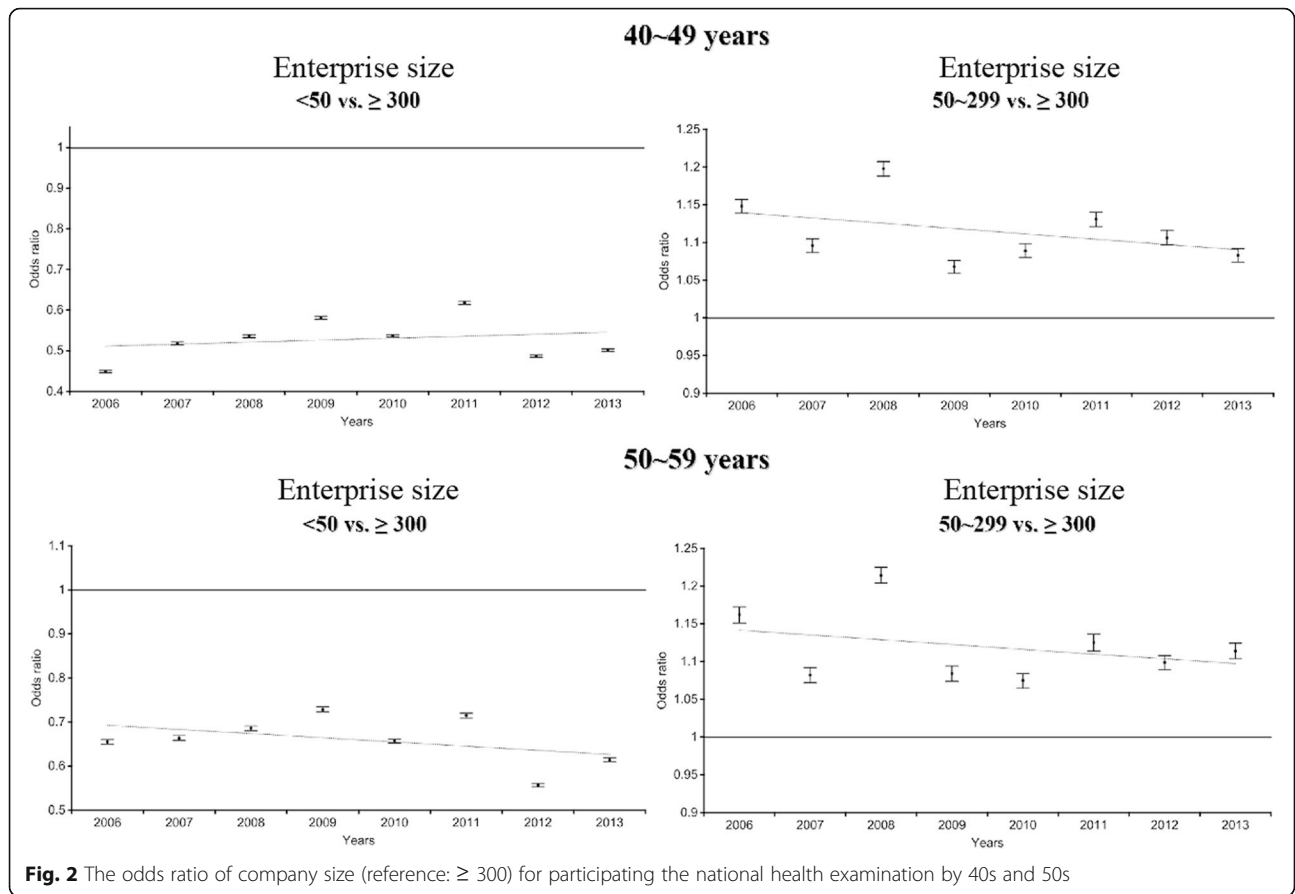 40~49 years
Enterprise size
<50 vs. ≥ 300
Odds ratio
1
0.9
0.8
0.7
0.6
0.5
0.4
2006 2007 2008 2009 2010 2011 2012 2013
Years
Enterprise size
50~299 vs. ≥ 300
Odds ratio
1.25
1.2
1.15
1.1
1.05
1
0.95
0.9
2006 2007 2008 2009 2010 2011 2012 2013
Years
50~59 years
Enterprise size
<50 vs. ≥ 300
Odds ratio
1.1
1
0.9
0.8
0.7
0.6
0.5
2006 2007 2008 2009 2010 2011 2012 2013
Years
Enterprise size
50~299 vs. ≥ 300
Odds ratio
1.25
1.2
1.15
1.1
1.05
1
0.95
0.9
2006 2007 2008 2009 2010 2011 2012 2013
Years
Fig. 2 The odds ratio of company size (reference: ≥ 300) for participating the national health examination by 40s and 50s